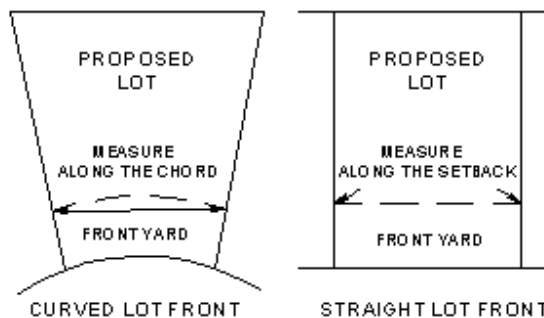 PROPOSED
LOT
MEASURE
ALONG THE CHORD
FRONT YARD
CURVED LOT FRONT
PROPOSED
LOT
MEASURE
ALONG THE SETBACK
FRONT YARD
STRAIGHT LOT FRONT